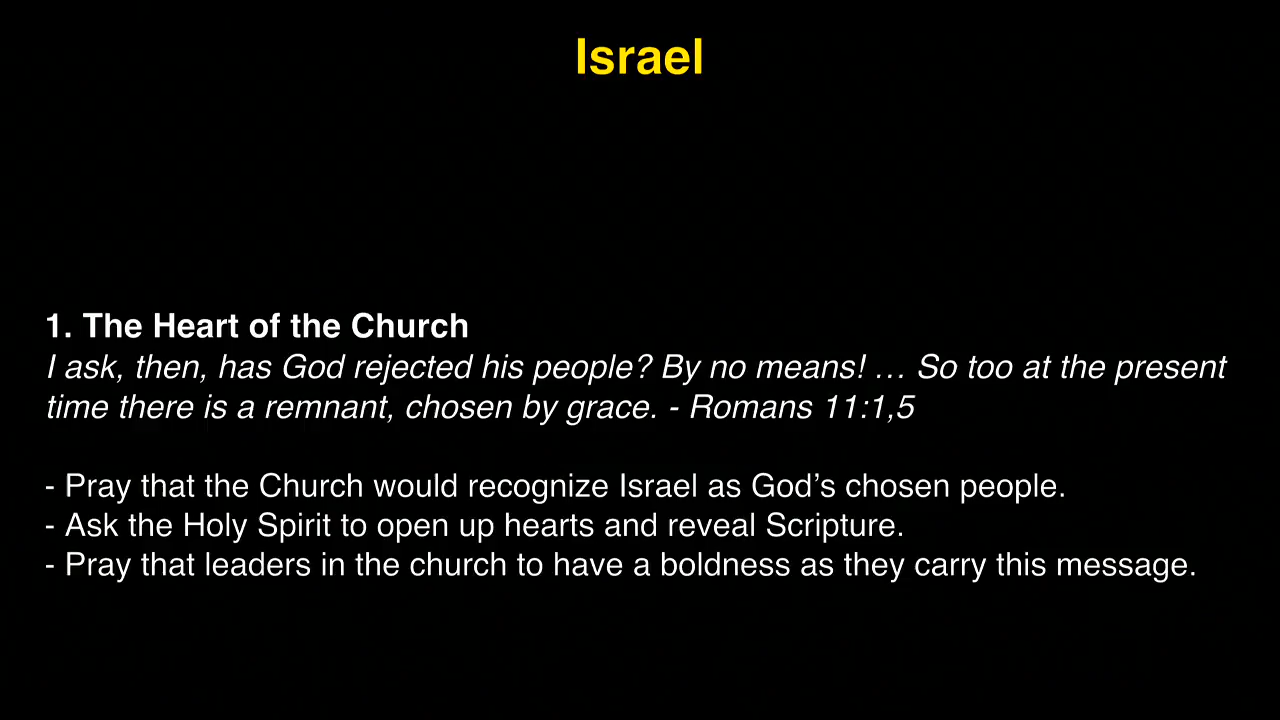 Israel
1. The Heart of the Church
I ask, then, has God rejected his people? By no means! … So too at the present
time there is a remnant, chosen by grace. - Romans 11:1,5
- Pray that the Church would recognize Israel as God’s chosen people.
- Ask the Holy Spirit to open up hearts and reveal Scripture.
- Pray that leaders in the church to have a boldness as they carry this message.